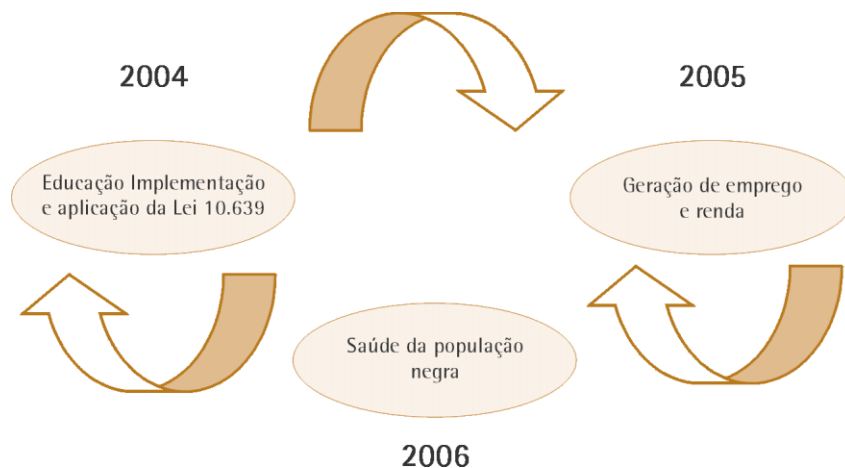 2004
2005
Educação Implementação
e aplicação da Lei 10.639
Geração de emprego
e renda
Saúde da população
negra
2006